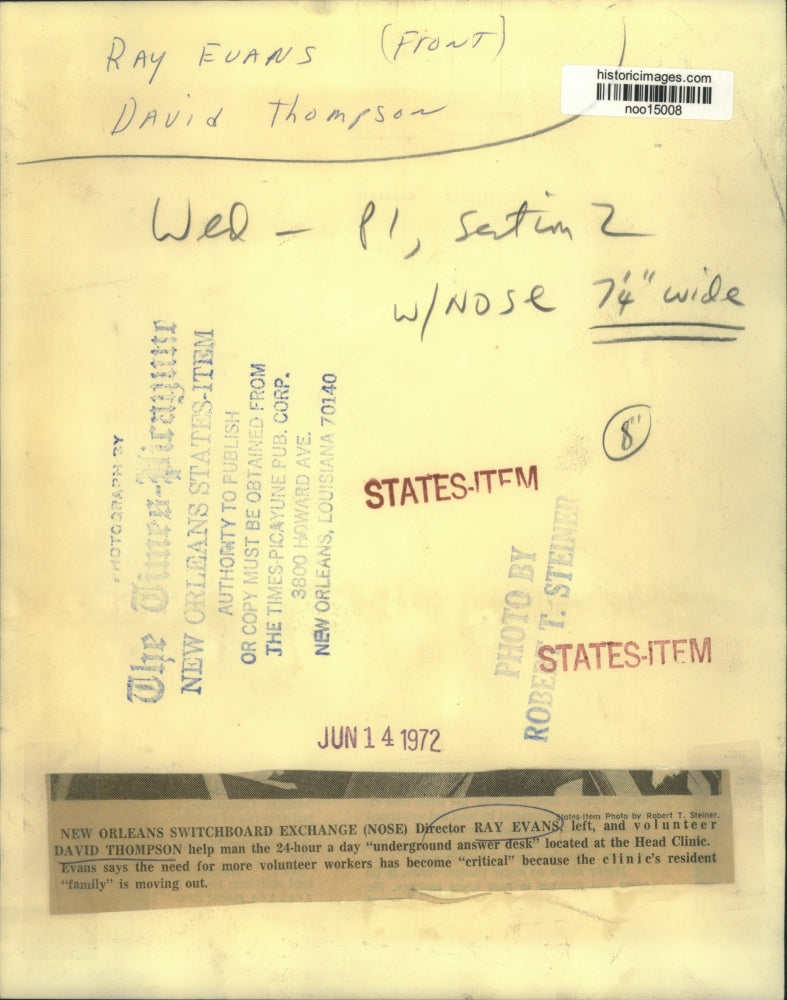 RAY EVANS (FRONT)
David Thompson
historicimages.com
noo15008
Wed - P1, Section 2
w/NOSE 7¼" wide
8"
PHOTOGRAPH BY
The Times-Picayune
NEW ORLEANS STATES-ITEM
AUTHORITY TO PUBLISH
OR COPY MUST BE OBTAINED FROM
THE TIMES-PICAYUNE PUB. CORP.
3800 HOWARD AVE.
NEW ORLEANS, LOUISIANA 70140
STATES-ITEM
PHOTO BY
ROBERT T. STEINER
STATES-ITEM
JUN 14 1972
States-Item Photo by Robert T. Steiner.
NEW ORLEANS SWITCHBOARD EXCHANGE (NOSE) Director RAY EVANS, left, and volunteer
DAVID THOMPSON help man the 24-hour a day “underground answer desk” located at the Head Clinic.
Evans says the need for more volunteer workers has become “critical” because the clinic's resident
“family” is moving out.